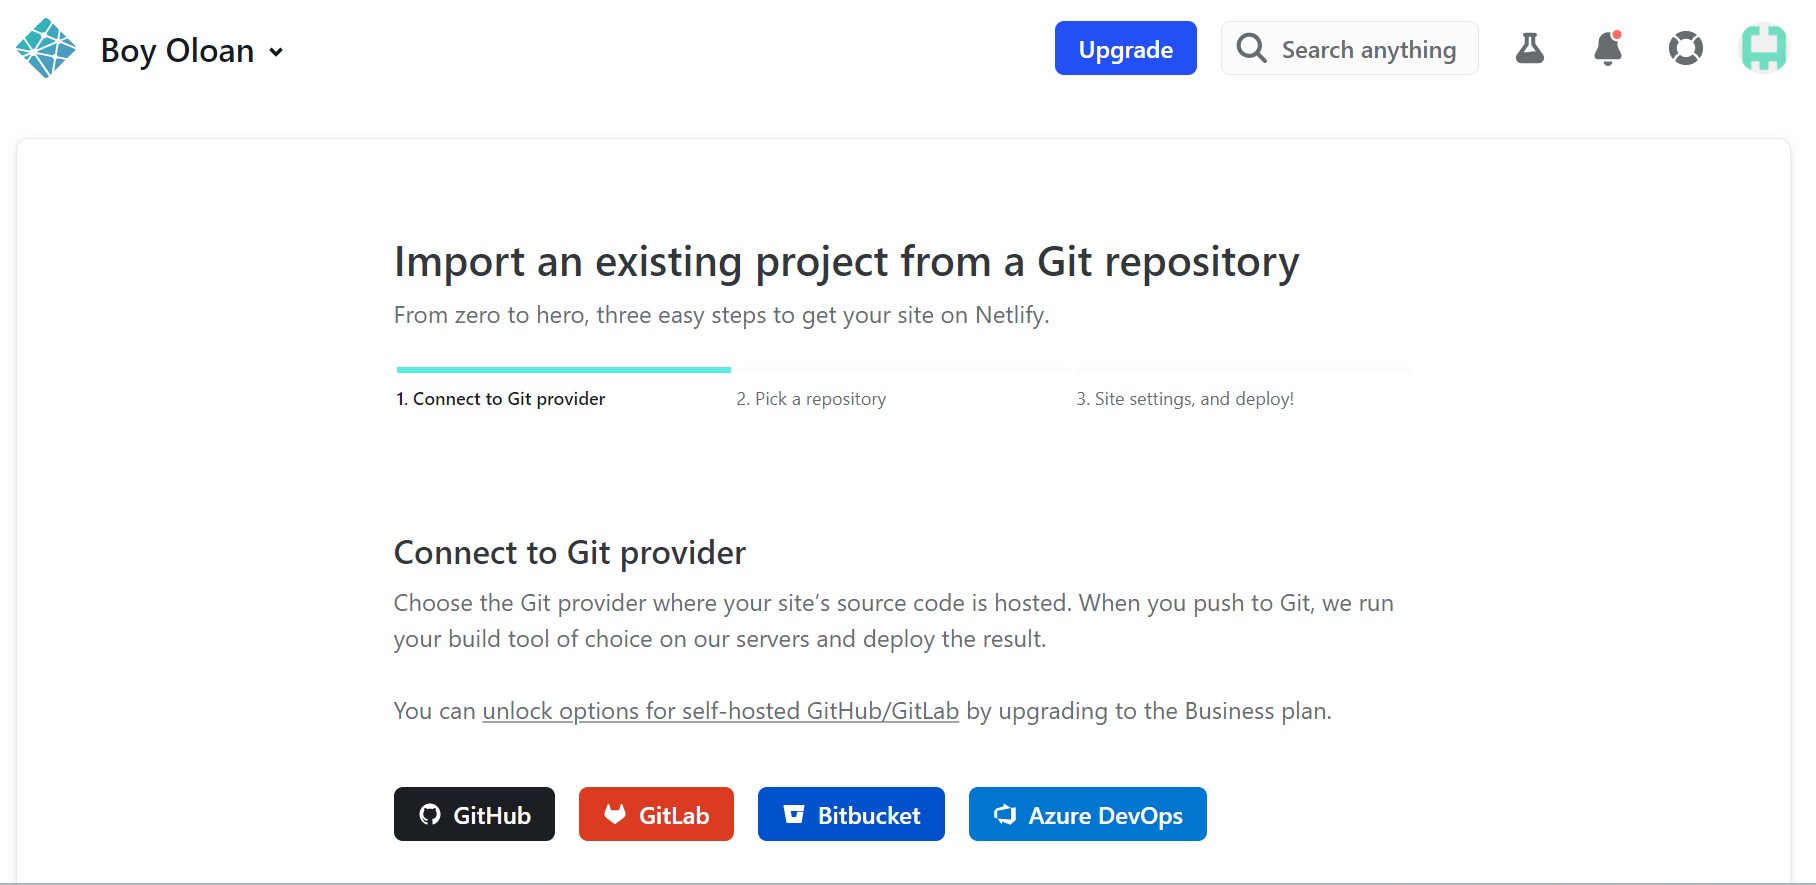 Boy Oloan
Upgrade
Search anything
Import an existing project from a Git repository
From zero to hero, three easy steps to get your site on Netlify.
1. Connect to Git provider
2. Pick a repository
3. Site settings, and deploy!
Connect to Git provider
Choose the Git provider where your site’s source code is hosted. When you push to Git, we run
your build tool of choice on our servers and deploy the result.
You can unlock options for self-hosted GitHub/GitLab by upgrading to the Business plan.
GitHub
GitLab
Bitbucket
Azure DevOps